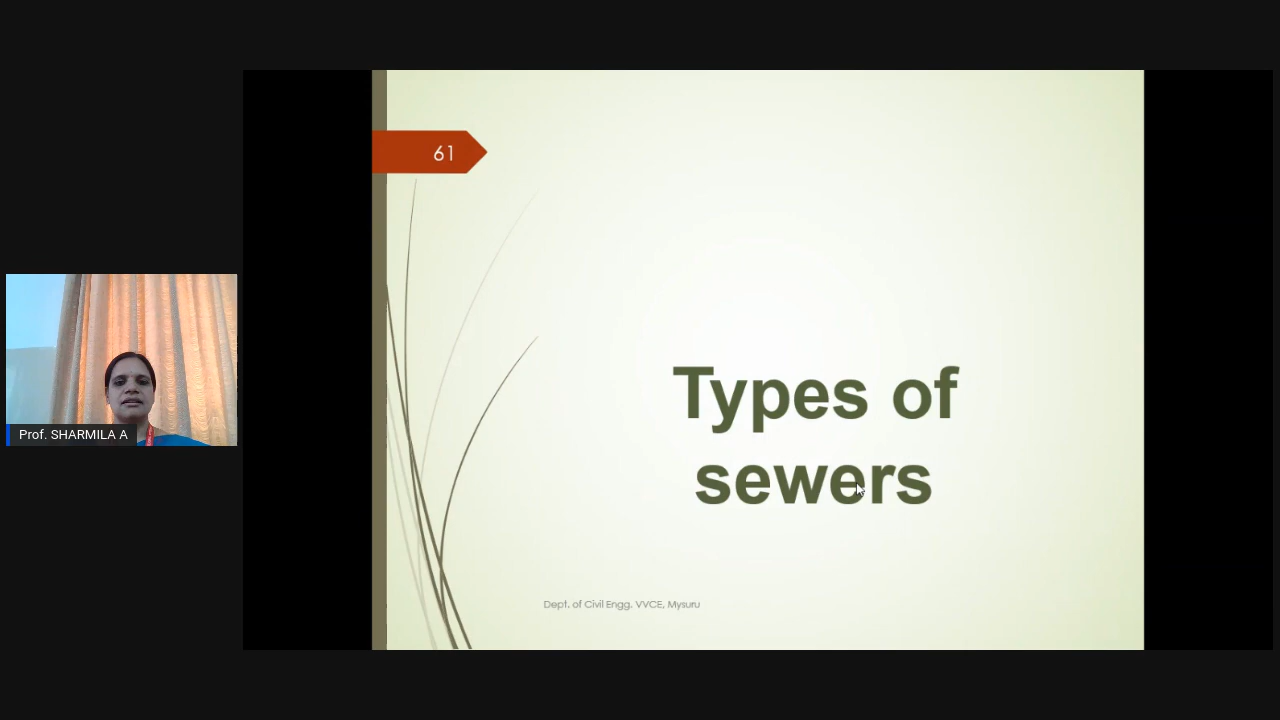 61
Types of
sewers
Dept. of Civil Engg. VVCE, Mysuru
Prof. SHARMILA A